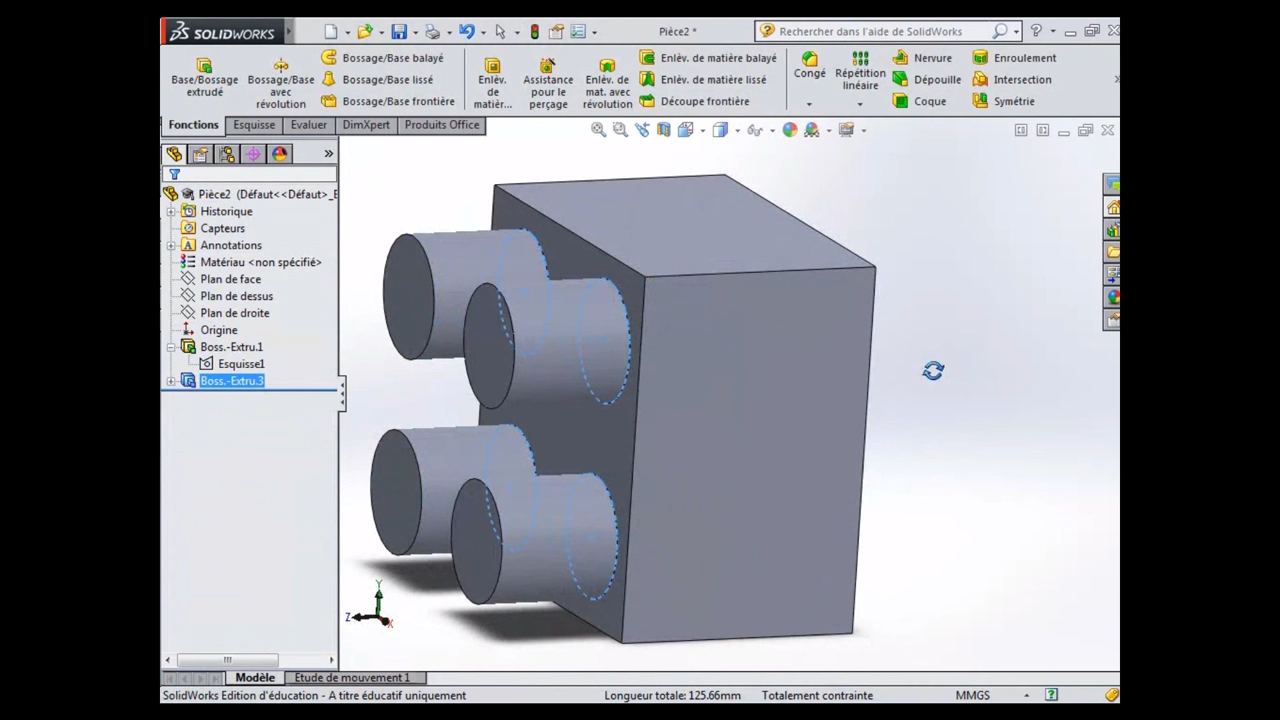 SOLIDWORKS
Pièce2 *
Rechercher dans l'aide de SolidWorks
Base/Bossage extrudé
Bossage/Base avec révolution
Bossage/Base balayé
Bossage/Base lissé
Bossage/Base frontière
Enlèv. de matièr...
Assistance pour le perçage
Enlèv. de mat. avec révolution
Enlèv. de matière balayé
Enlèv. de matière lissé
Découpe frontière
Congé
Répétition linéaire
Nervure
Dépouille
Coque
Enroulement
Intersection
Symétrie
Fonctions
Esquisse
Evaluer
DimXpert
Produits Office
Pièce2 (Défaut<<Défaut>_E
Historique
Capteurs
A Annotations
Matériau <non spécifié>
Plan de face
Plan de dessus
Plan de droite
Origine
Boss.-Extru.1
Esquisse1
Boss.-Extru.3
Y
Z
X
Modèle
Etude de mouvement 1
SolidWorks Edition d'éducation - A titre éducatif uniquement
Longueur totale: 125.66mm
Totalement contrainte
MMGS